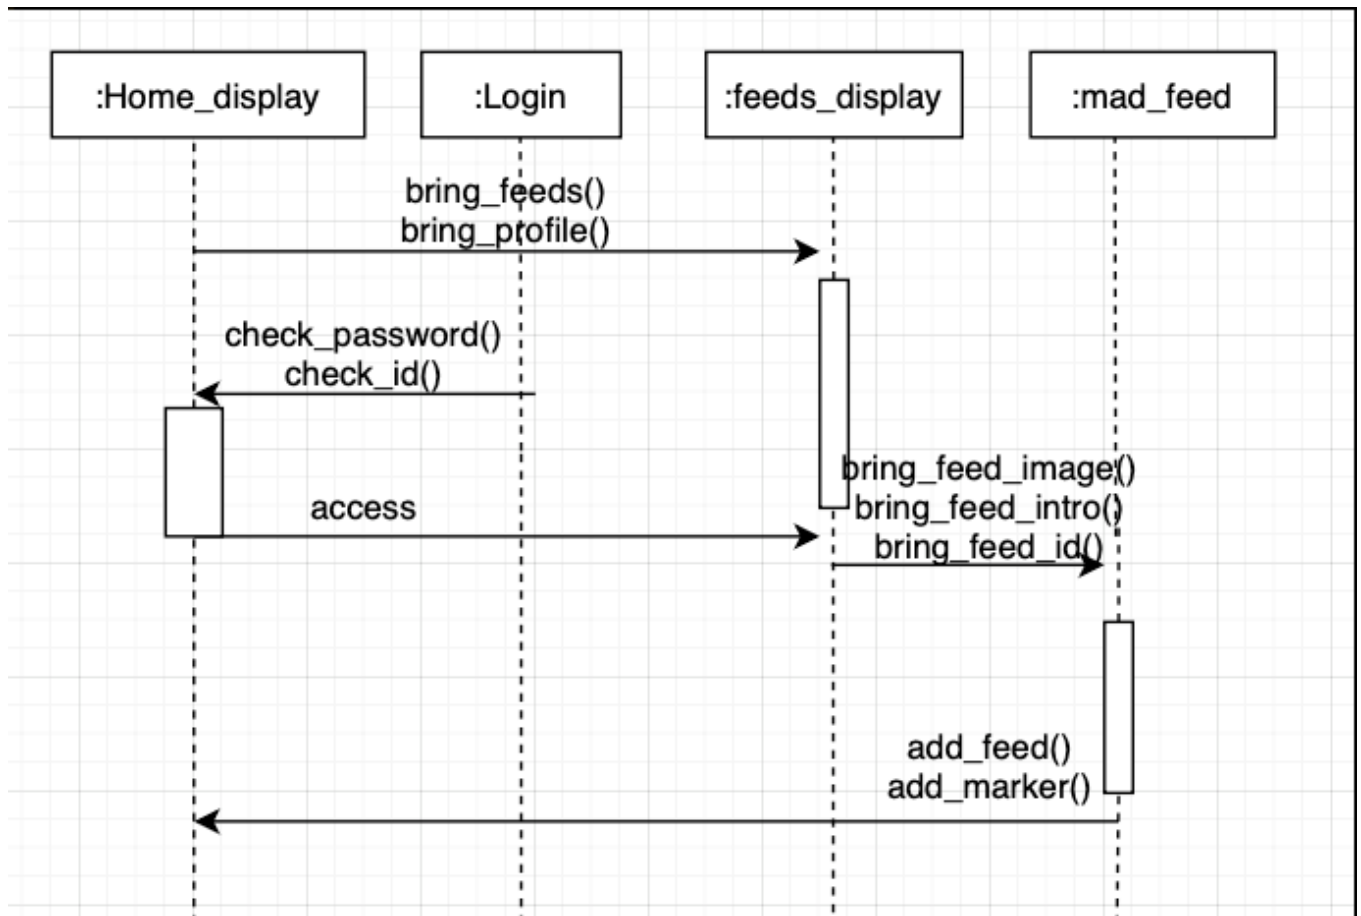 :Home_display
:Login
:feeds_display
:mad_feed
bring_feeds()
bring_profile()
check_password()
check_id()
bring_feed_image()
bring_feed_intro()
bring_feed_id()
access
add_feed()
add_marker()